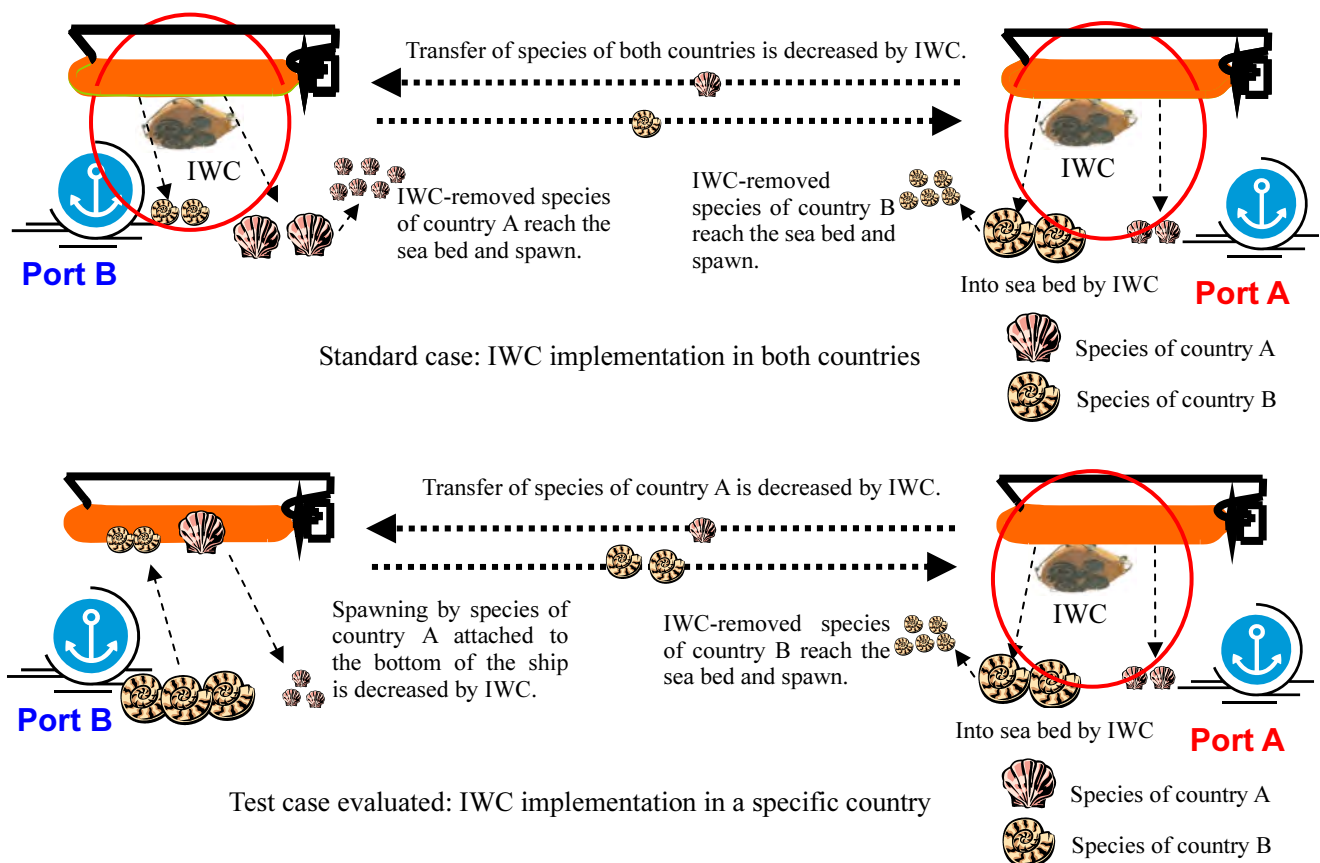 Transfer of species of both countries is decreased by IWC.
IWC
IWC
IWC-removed species
of country A reach the
sea bed and spawn.
IWC-removed
species of country B
reach the sea bed and
spawn.
Port B
Into sea bed by IWC
Port A
Standard case: IWC implementation in both countries
Species of country A
Species of country B
Transfer of species of country A is decreased by IWC.
IWC
Spawning by species of
country A attached to
the bottom of the ship
is decreased by IWC.
IWC-removed species
of country B reach the
sea bed and spawn.
Port B
Into sea bed by IWC
Port A
Test case evaluated: IWC implementation in a specific country
Species of country A
Species of country B